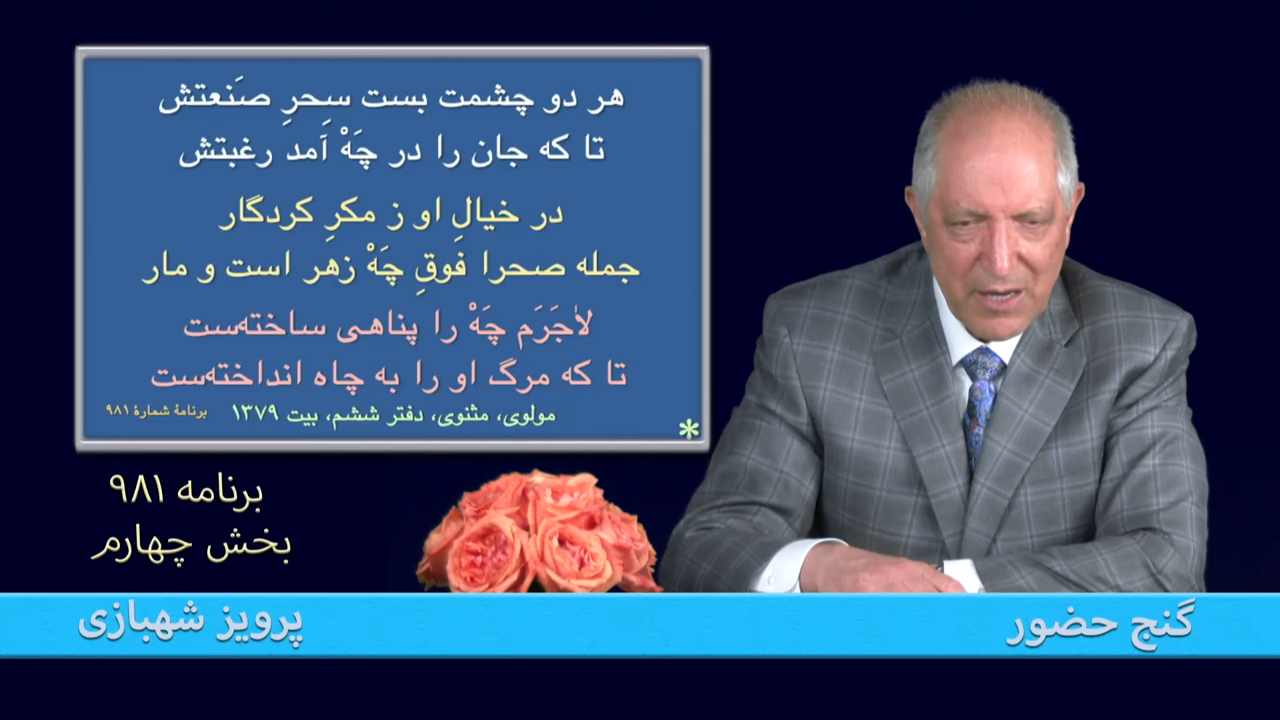 هر دو چشمت بست سِحرِ صَنعتش
تا که جان را در چَهْ آمد رغبتش
در خیالِ او ز مکرِ کردگار
جمله صحرا فوقِ چَهْ زهر است و مار
لاٰجَرَم چَهْ را پناهی ساخته‌ست
تا که مرگ او را به چاه انداخته‌ست
مولوی، مثنوی، دفتر ششم، بیت ۱۳۷۹
برنامهٔ شمارهٔ ۹۸۱
*
برنامه ۹۸۱
بخش چهارم
گنج حضور
پرویز شهبازی